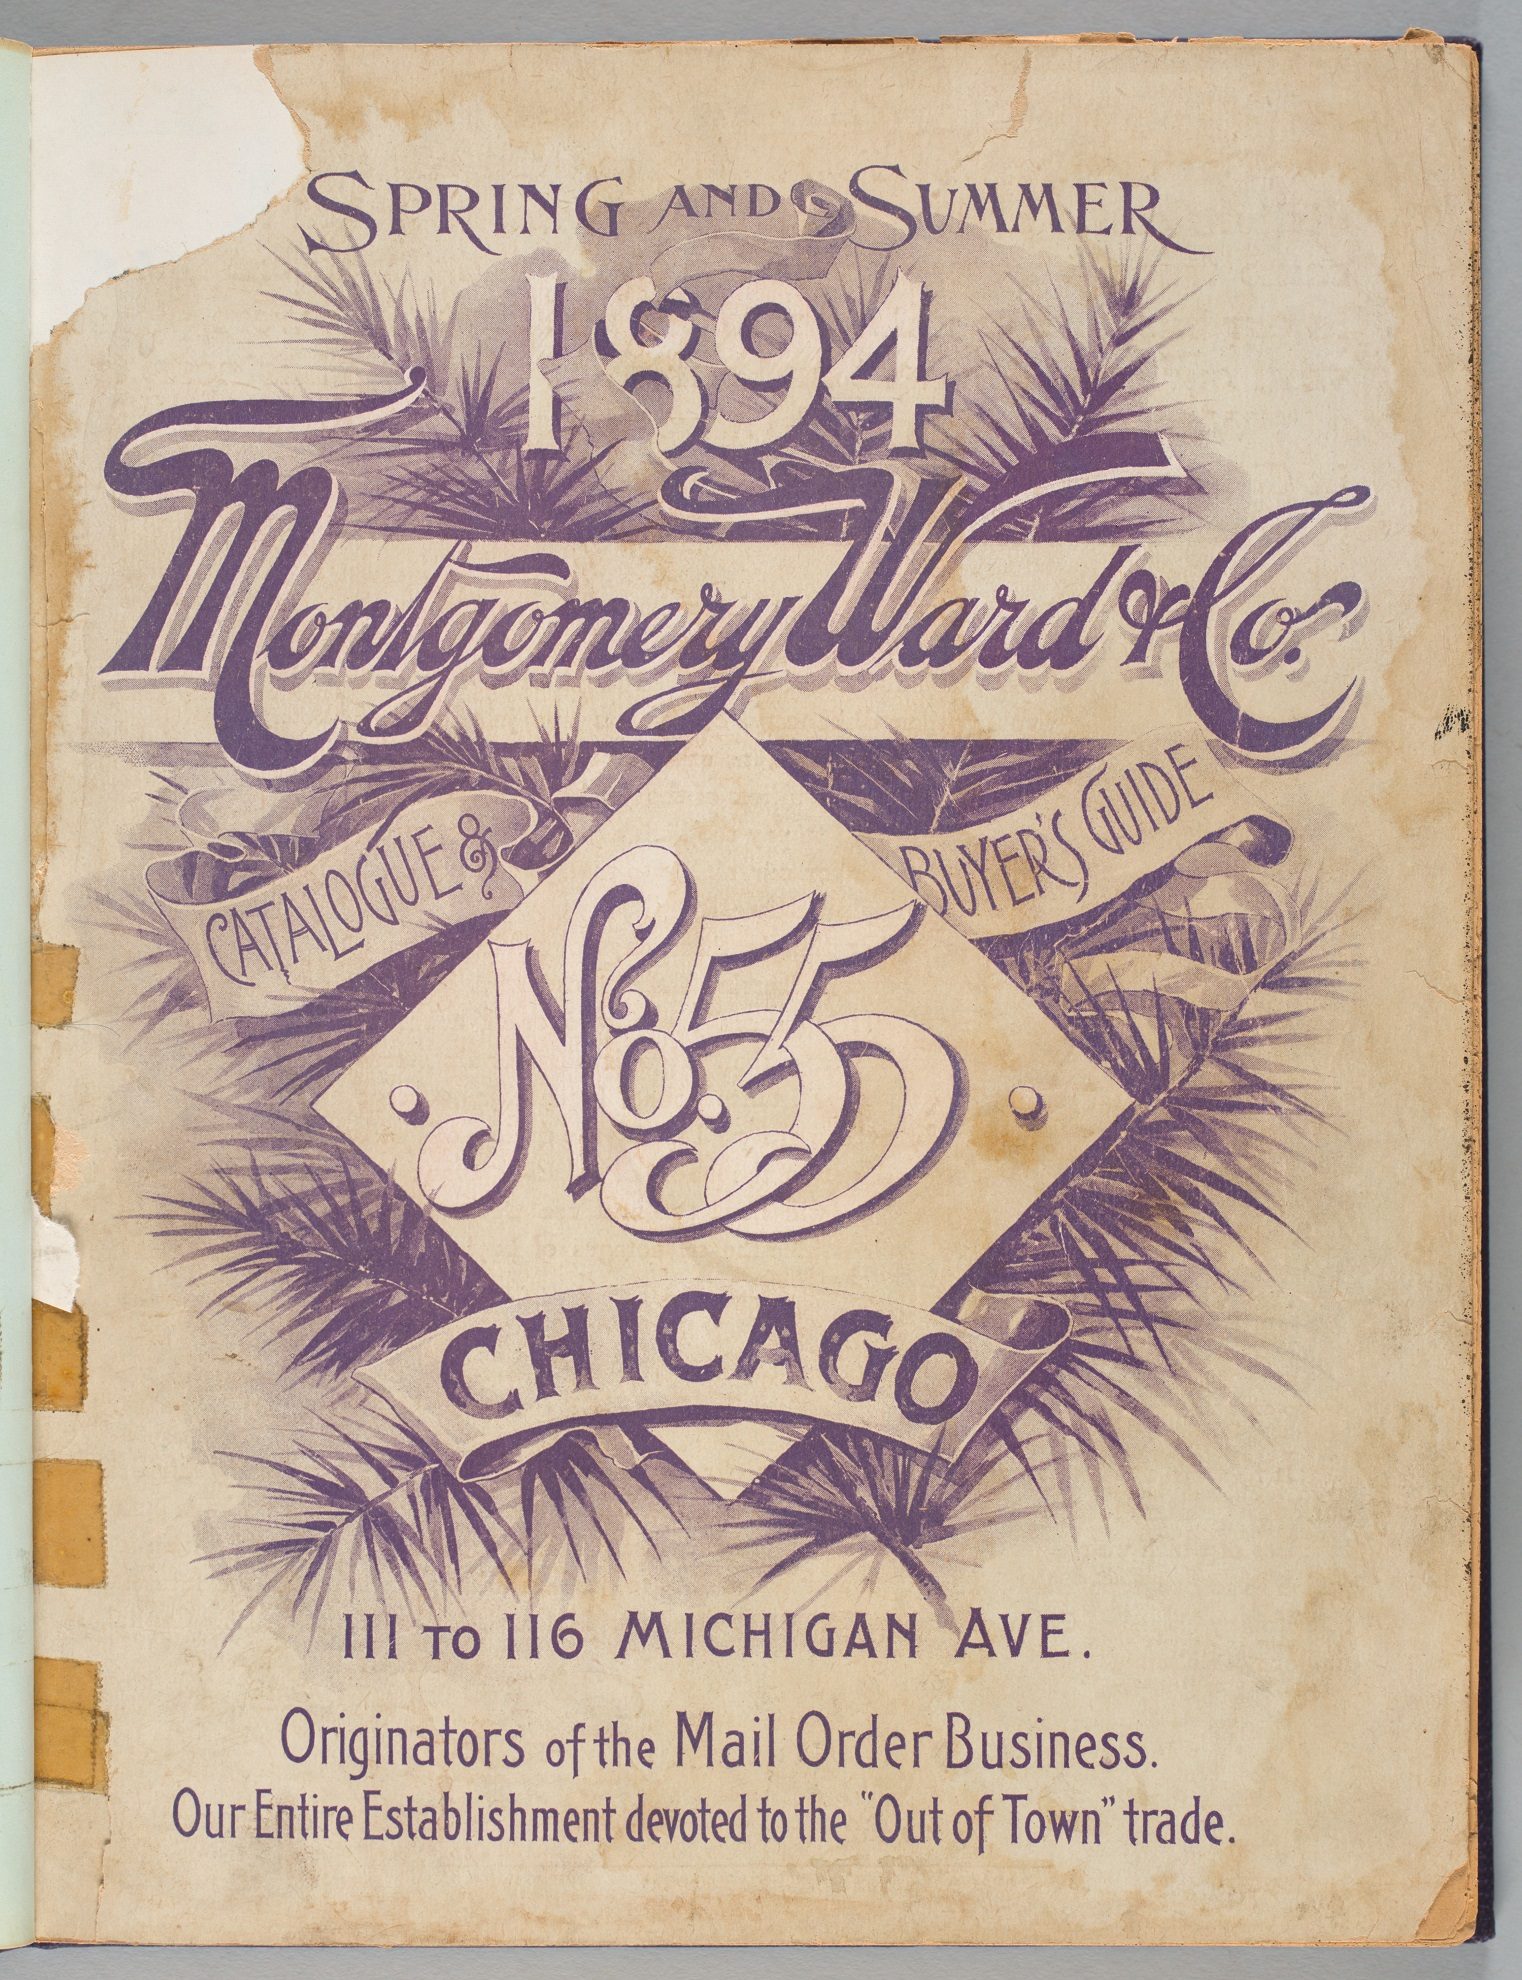 SPRING AND SUMMER
1894
Montgomery Ward & Co.
CATALOGUE &
BUYER'S GUIDE
No. 55
CHICAGO
111 TO 116 MICHIGAN AVE.
Originators of the Mail Order Business.
Our Entire Establishment devoted to the "Out of Town" trade.